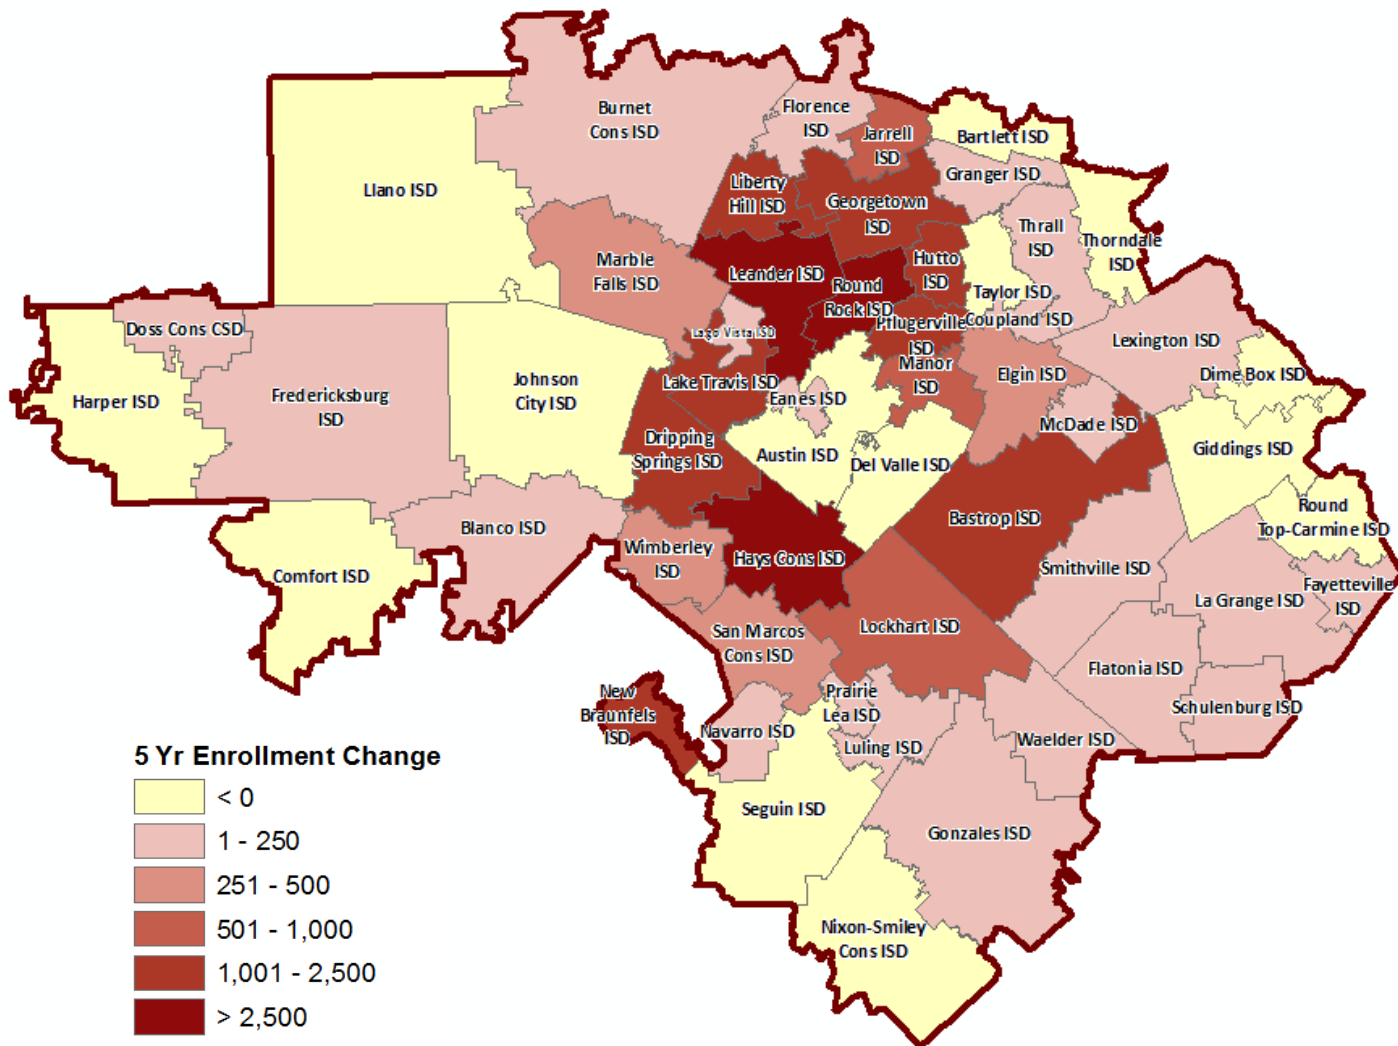 Burnet
Cons ISD
Florence
ISD
Jarrell
ISD
Bartlett ISD
Granger ISD
Llano ISD
Liberty
Hill ISD
Georgetown
ISD
Thrall
ISD
Thorndale
ISD
Marble
Falls ISD
Leander ISD
Round
Rock ISD
Hutto
ISD
Taylor ISD
Coupland ISD
Doss Cons CSD
Lago Vista ISD
Pflugerville
ISD
Lexington ISD
Harper ISD
Fredericksburg
ISD
Johnson
City ISD
Lake Travis ISD
Eanes ISD
Manor
ISD
Elgin ISD
Dime Box ISD
McDade ISD
Giddings ISD
Dripping
Springs ISD
Austin ISD
Del Valle ISD
Bastrop ISD
Round
Top-Carmine ISD
Blanco ISD
Wimberley
ISD
Hays Cons ISD
Smithville ISD
Comfort ISD
La Grange ISD
Fayetteville
ISD
San Marcos
Cons ISD
Lockhart ISD
Flatonia ISD
Schulenburg ISD
New
Braunfels
ISD
Navarro ISD
Prairie
Lea ISD
Luling ISD
Waelder ISD
Seguin ISD
Gonzales ISD
Nixon-Smiley
Cons ISD
5 Yr Enrollment Change
< 0
1 - 250
251 - 500
501 - 1,000
1,001 - 2,500
> 2,500